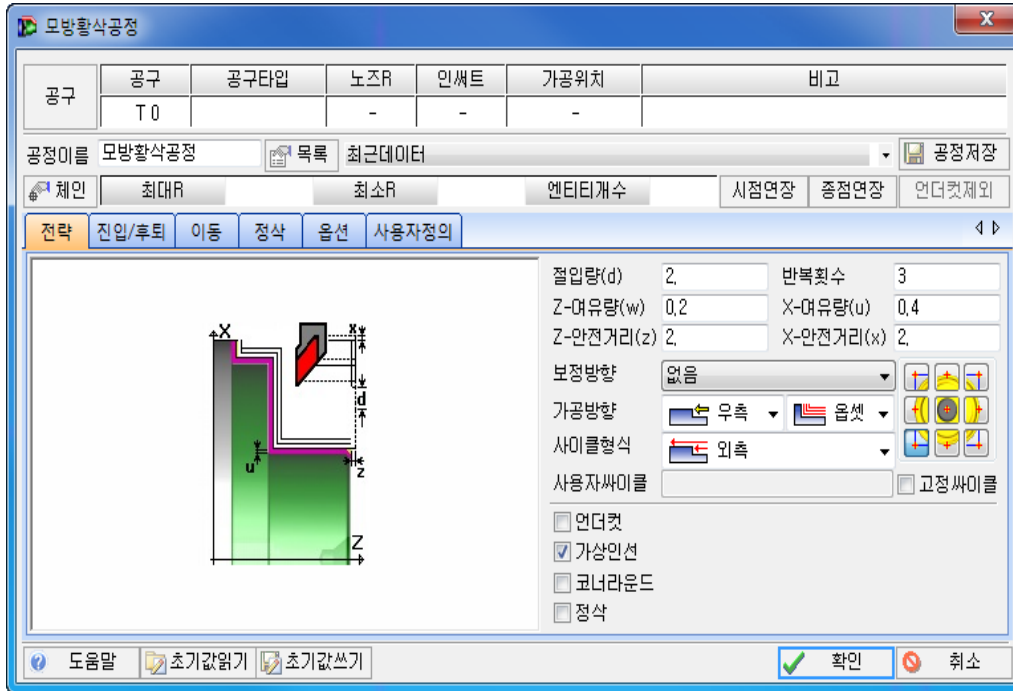 모방황삭공정
공구 공구 공구타입 노즈R 인써트 가공위치 비고
T 0 - - -
공정이름 모방황삭공정 목록 최근데이터 공정저장
체인 최대R 최소R 엔티티개수 시점연장 종점연장 언더컷제외
전략 진입/후퇴 이동 정삭 옵션 사용자정의
절입량(d) 2, 반복횟수 3
Z-여유량(w) 0,2 X-여유량(u) 0,4
Z-안전거리(z) 2, X-안전거리(x) 2,
보정방향 없음
가공방향 우측 옵셋
사이클형식 외측
사용자싸이클 고정싸이클
언더컷
가상인선
코너라운드
정삭
X x
d
u z
Z
도움말 초기값읽기 초기값쓰기 확인 취소